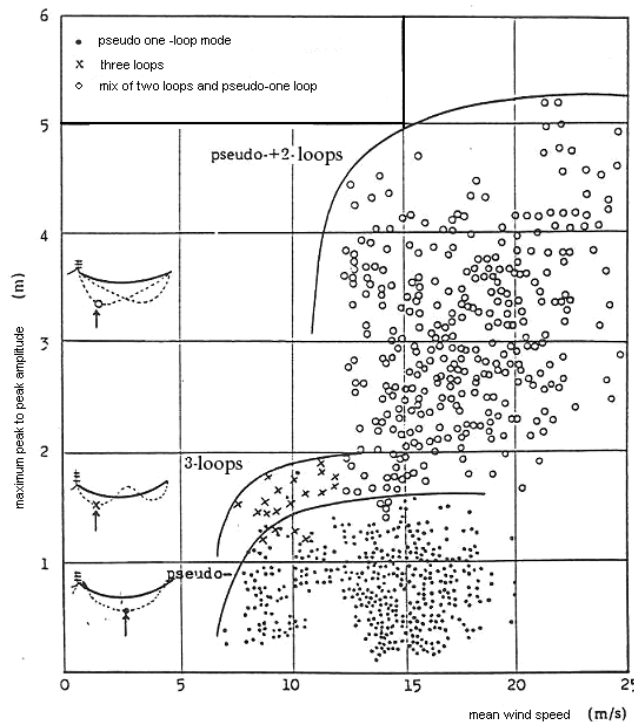 6
5
4
3
2
1
0
• pseudo one -loop mode
× three loops
○ mix of two loops and pseudo-one loop
pseudo-+2-loops
3-loops
pseudo-
maximum peak to peak amplitude (m)
0 5 10 15 20 25
mean wind speed (m/s)